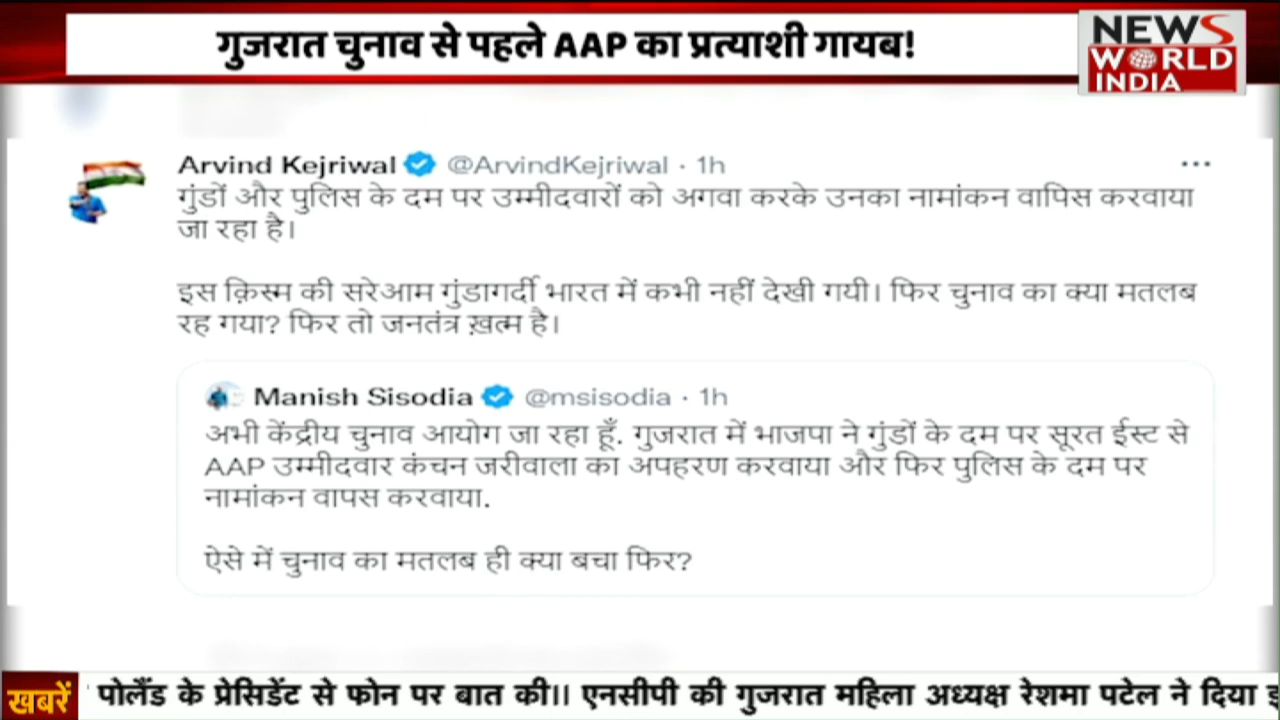 गुजरात चुनाव से पहले AAP का प्रत्याशी गायब!
NEWS
WORLD
INDIA
Arvind Kejriwal @ArvindKejriwal · 1h
गुंडों और पुलिस के दम पर उम्मीदवारों को अगवा करके उनका नामांकन वापिस करवाया
जा रहा है।
इस क़िस्म की सरेआम गुंडागर्दी भारत में कभी नहीं देखी गयी। फिर चुनाव का क्या मतलब
रह गया? फिर तो जनतंत्र ख़त्म है।
Manish Sisodia @msisodia · 1h
अभी केंद्रीय चुनाव आयोग जा रहा हूँ. गुजरात में भाजपा ने गुंडों के दम पर सूरत ईस्ट से
AAP उम्मीदवार कंचन जरीवाला का अपहरण करवाया और फिर पुलिस के दम पर
नामांकन वापस करवाया.
ऐसे में चुनाव का मतलब ही क्या बचा फिर?
खबरें पोलैंड के प्रेसिडेंट से फोन पर बात की।। एनसीपी की गुजरात महिला अध्यक्ष रेशमा पटेल ने दिया